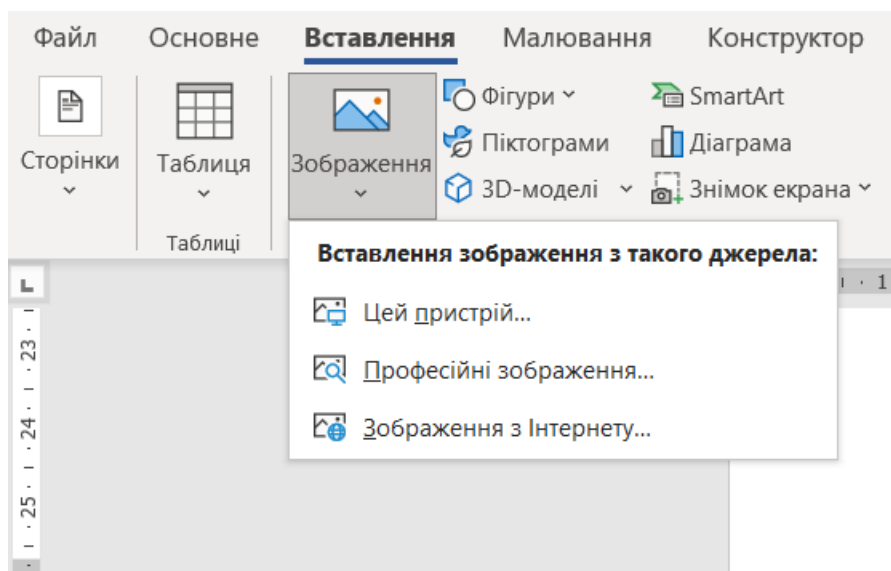 Файл Основне Вставлення Малювання Конструктор
Сторінки
Таблиця
Таблиці
Зображення
Фігури
Піктограми
3D-моделі
SmartArt
Діаграма
Знімок екрана
Вставлення зображення з такого джерела:
Цей пристрій...
Професійні зображення...
Зображення з Інтернету...
L
1
23
24
25